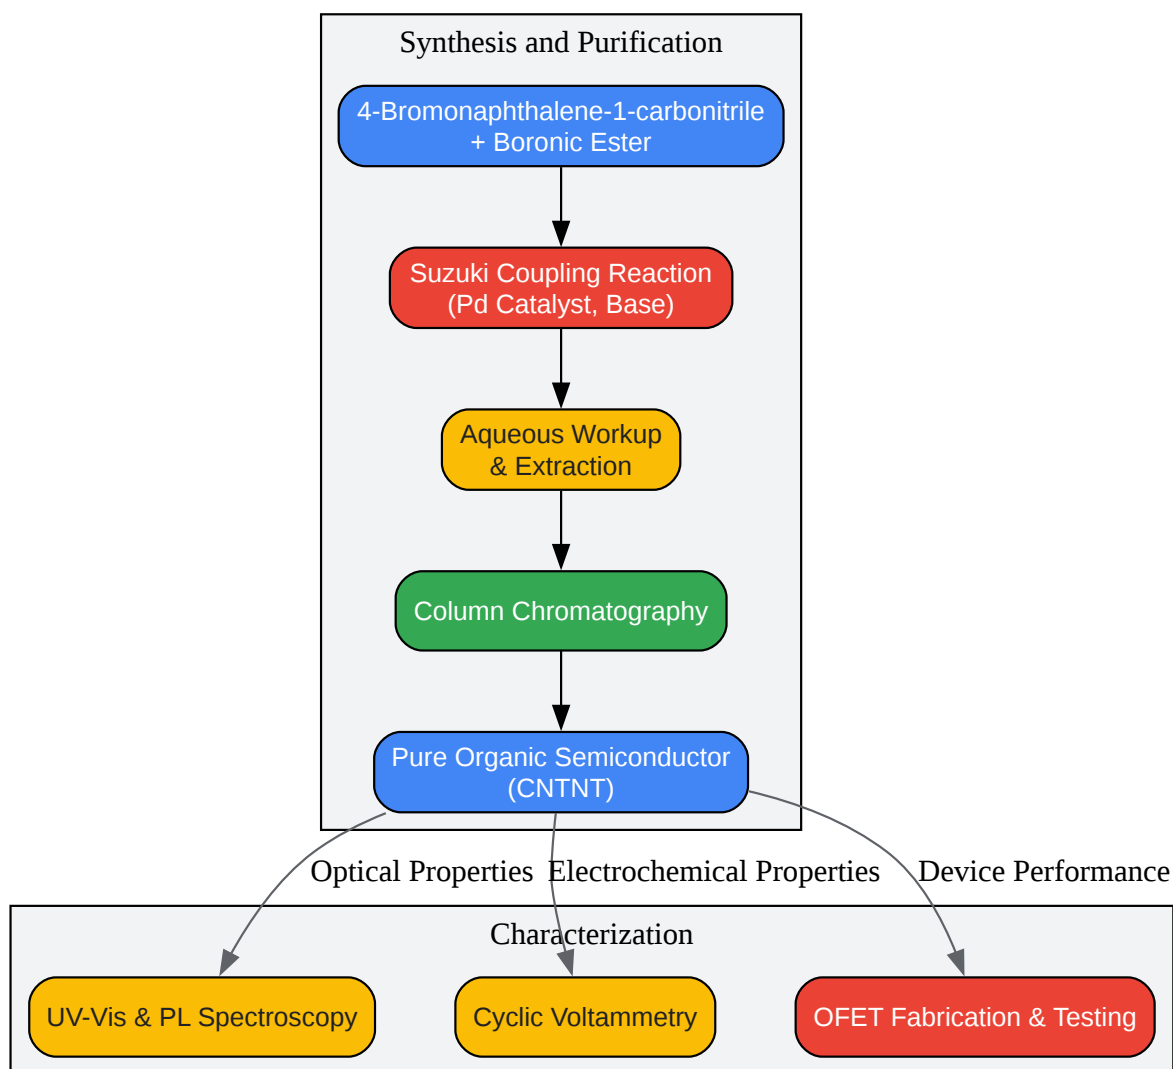 Synthesis and Purification
4-Bromonaphthalene-1-carbonitrile
+ Boronic Ester
Suzuki Coupling Reaction
(Pd Catalyst, Base)
Aqueous Workup
& Extraction
Column Chromatography
Pure Organic Semiconductor
(CNTNT)
Optical Properties
Electrochemical Properties
Device Performance
Characterization
UV-Vis & PL Spectroscopy
Cyclic Voltammetry
OFET Fabrication & Testing